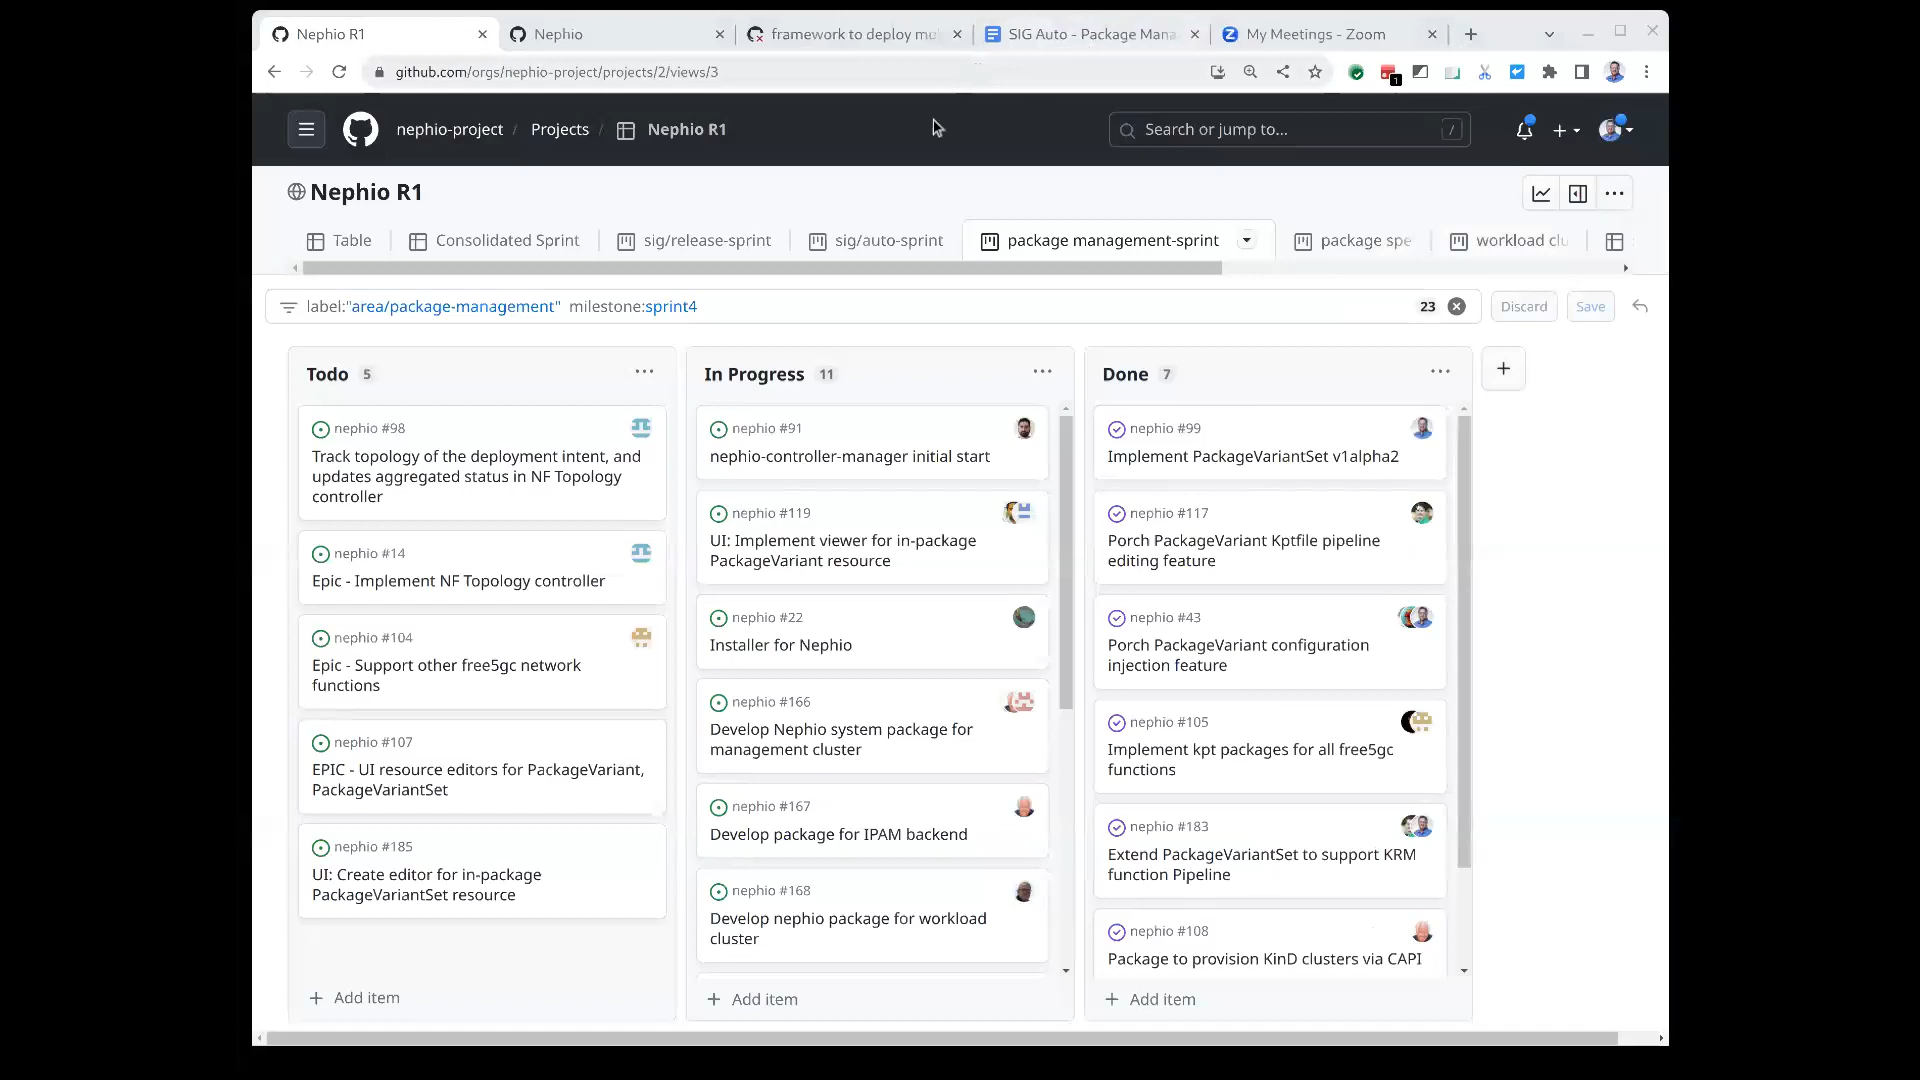 Nephio R1
Nephio
framework to deploy mu
SIG Auto - Package Mana
My Meetings - Zoom
github.com/orgs/nephio-project/projects/2/views/3
1
nephio-project / Projects / Nephio R1
Search or jump to...
/
Nephio R1
Table
Consolidated Sprint
sig/release-sprint
sig/auto-sprint
package management-sprint
package spe
workload clu
label:"area/package-management" milestone:sprint4
23
Discard
Save
Todo 5
nephio #98
Track topology of the deployment intent, and
updates aggregated status in NF Topology
controller
nephio #14
Epic - Implement NF Topology controller
nephio #104
Epic - Support other free5gc network
functions
nephio #107
EPIC - UI resource editors for PackageVariant,
PackageVariantSet
nephio #185
UI: Create editor for in-package
PackageVariantSet resource
+ Add item
In Progress 11
nephio #91
nephio-controller-manager initial start
nephio #119
UI: Implement viewer for in-package
PackageVariant resource
nephio #22
Installer for Nephio
nephio #166
Develop Nephio system package for
management cluster
nephio #167
Develop package for IPAM backend
nephio #168
Develop nephio package for workload
cluster
+ Add item
Done 7
nephio #99
Implement PackageVariantSet v1alpha2
nephio #117
Porch PackageVariant Kptfile pipeline
editing feature
nephio #43
Porch PackageVariant configuration
injection feature
nephio #105
Implement kpt packages for all free5gc
functions
nephio #183
Extend PackageVariantSet to support KRM
function Pipeline
nephio #108
Package to provision KinD clusters via CAPI
+ Add item